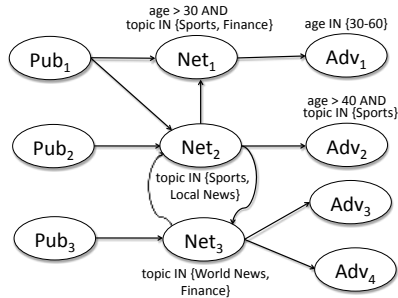 age > 30 AND
topic IN {Sports, Finance}
age IN {30-60}
Pub1
Net1
Adv1
age > 40 AND
topic IN {Sports}
Pub2
Net2
Adv2
topic IN {Sports,
Local News}
Adv3
Pub3
Net3
topic IN {World News,
Finance}
Adv4